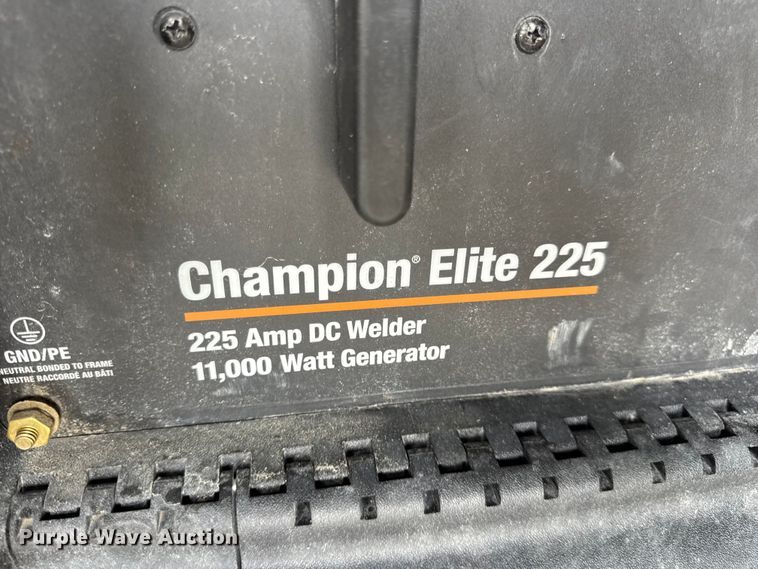 Champion® Elite 225
225 Amp DC Welder
11,000 Watt Generator
GND/PE
NEUTRAL BONDED TO FRAME
NEUTRE RACCORDÉ AU BÂTI
Purple Wave Auction